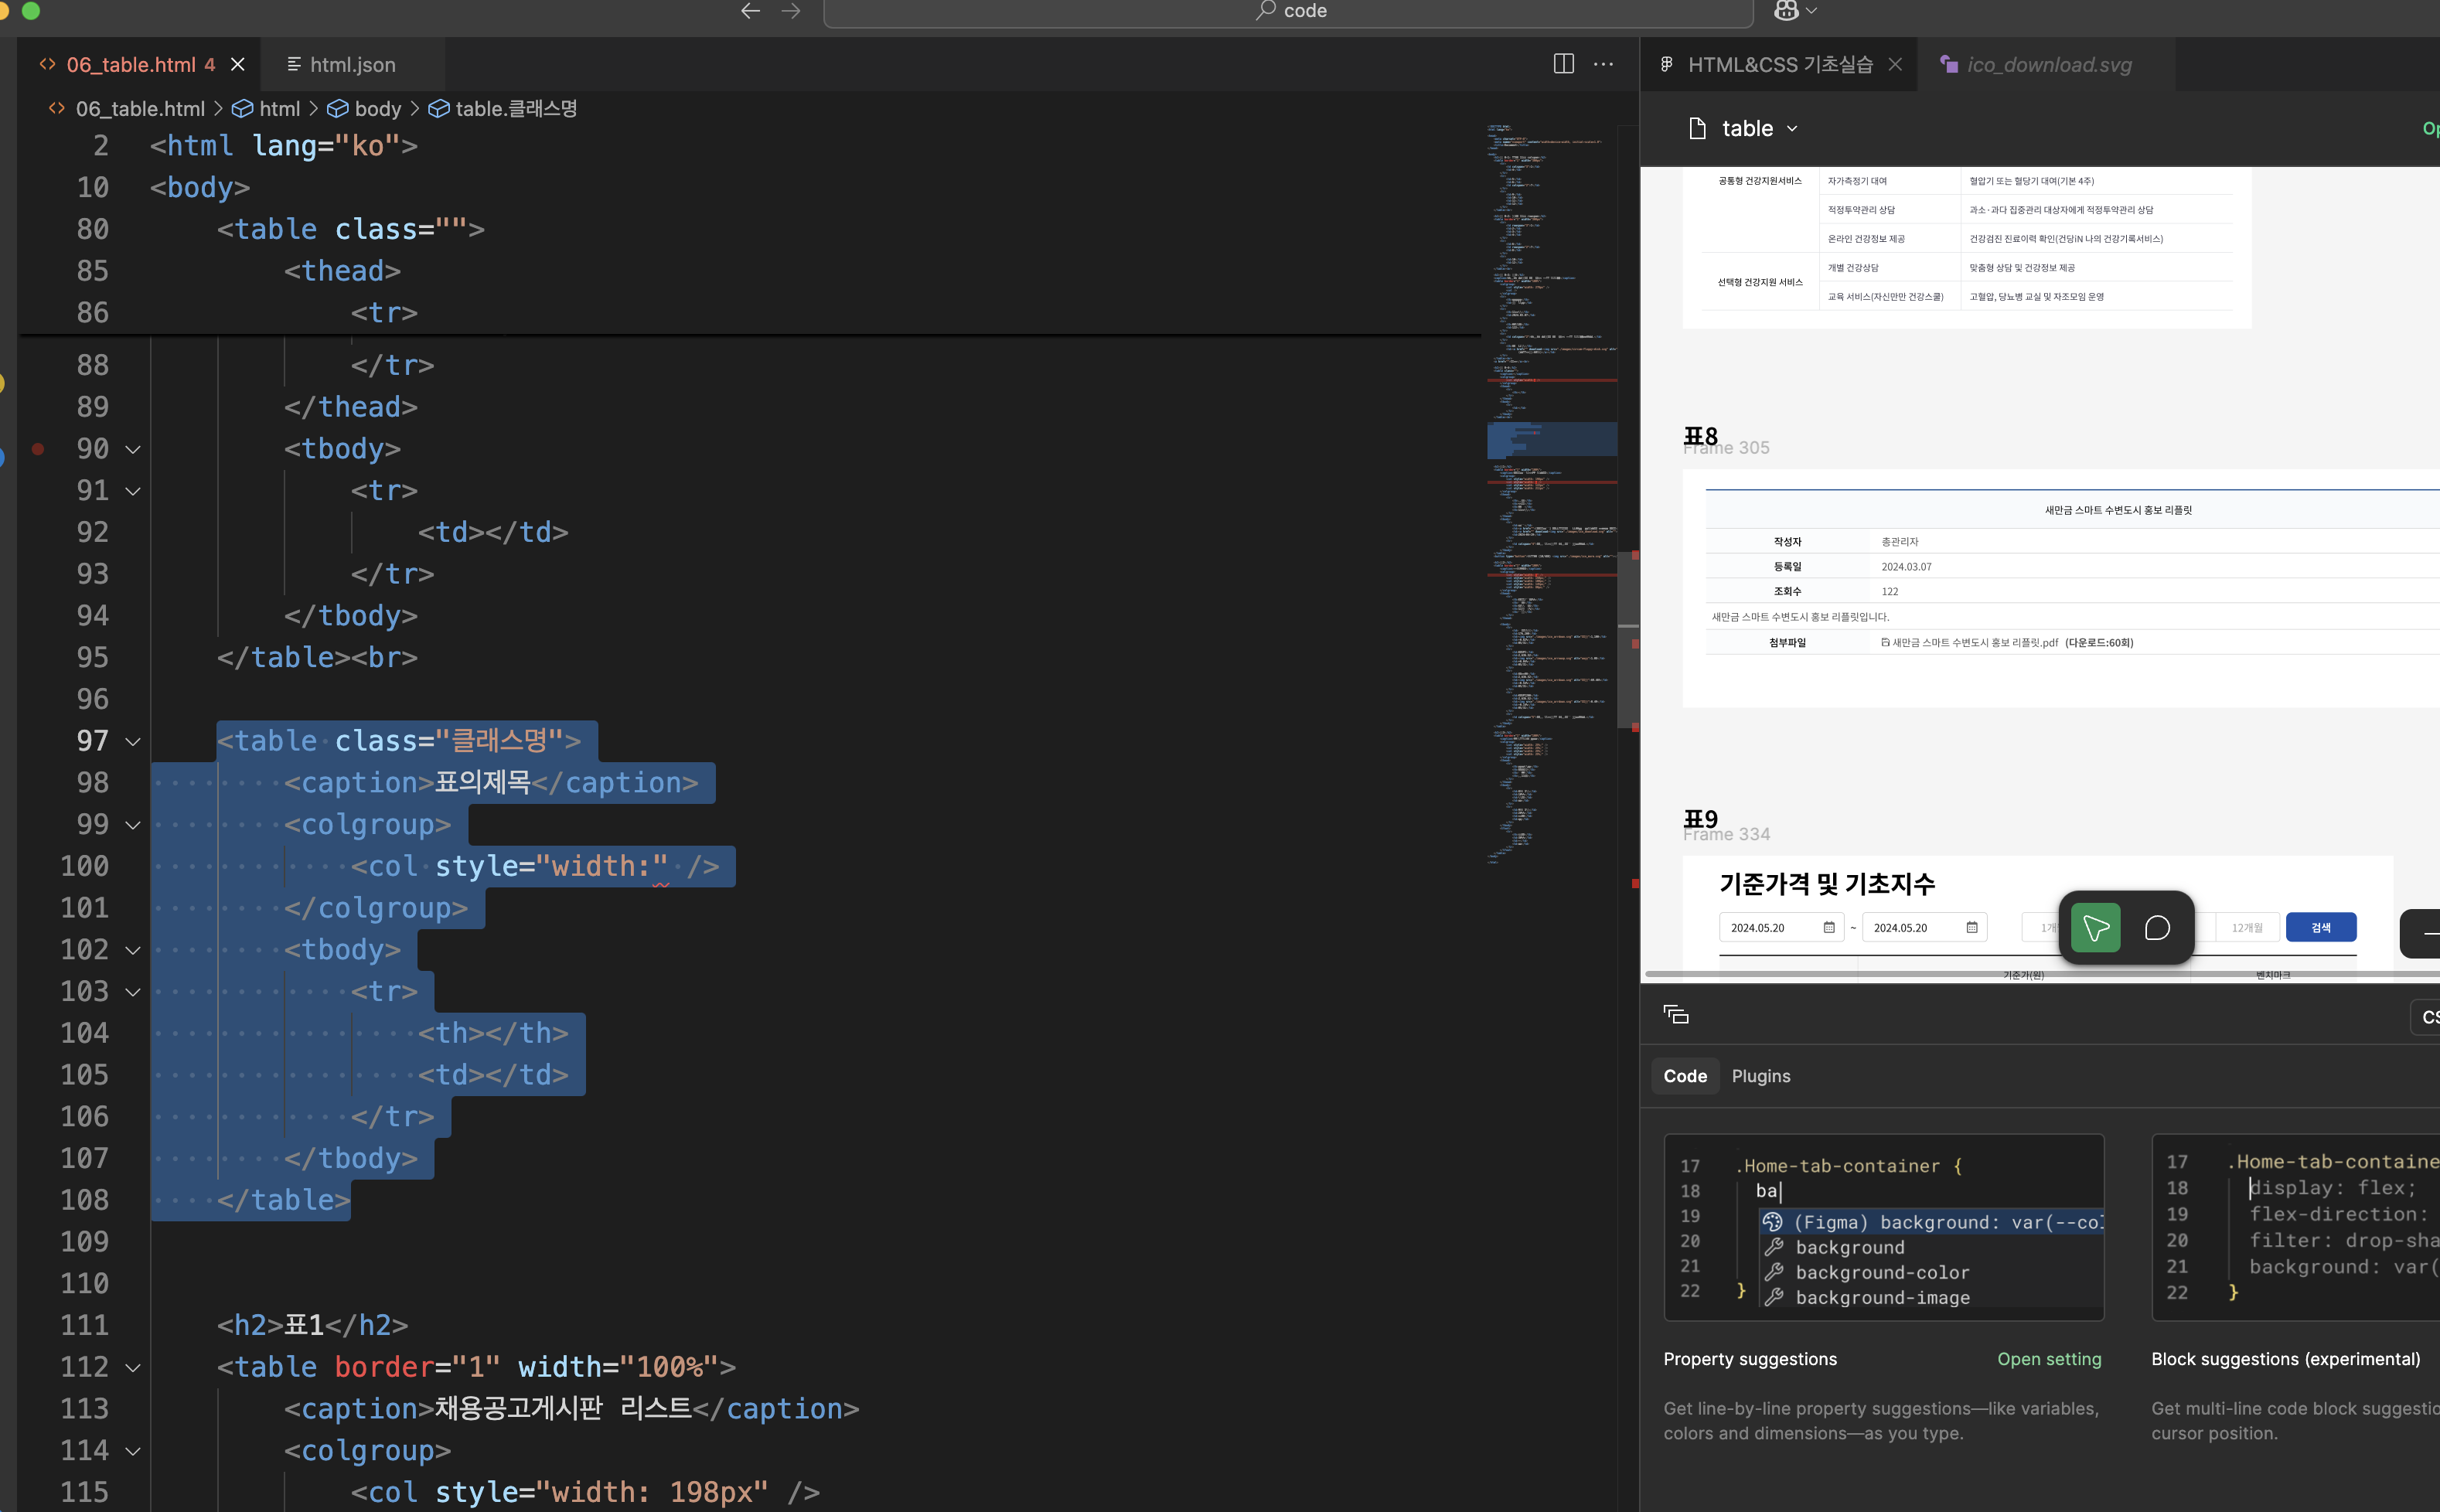 code
06_table.html 4
html.json
06_table.html > html > body > table.클래스명
2 <html lang="ko">
10 <body>
80 <table class="">
85 <thead>
86 <tr>
88 </tr>
89 </thead>
90 <tbody>
91 <tr>
92 <td></td>
93 </tr>
94 </tbody>
95 </table><br>
96
97 <table class="클래스명">
98 <caption>표의제목</caption>
99 <colgroup>
100 <col style="width:" />
101 </colgroup>
102 <tbody>
103 <tr>
104 <th></th>
105 <td></td>
106 </tr>
107 </tbody>
108 </table>
109
110
111 <h2>표1</h2>
112 <table border="1" width="100%">
113 <caption>채용공고게시판 리스트</caption>
114 <colgroup>
115 <col style="width: 198px" />
HTML&CSS 기초실습
ico_download.svg
table
공통형 건강지원서비스 자가측정기 대여 혈압기 또는 혈당기 대여(기본 4주)
적정투약관리 상담 과소·과다 집중관리 대상자에게 적정투약관리 상담
온라인 건강정보 제공 건강검진 진료이력 확인(건당iN 나의 건강기록서비스)
개별 건강상담 맞춤형 상담 및 건강정보 제공
선택형 건강지원 서비스
교육 서비스(자신만만 건강스쿨) 고혈압, 당뇨병 교실 및 자조모임 운영
표8
Frame 305
새만금 스마트 수변도시 홍보 리플릿
작성자 총관리자
등록일 2024.03.07
조회수 122
새만금 스마트 수변도시 홍보 리플릿입니다.
첨부파일 새만금 스마트 수변도시 홍보 리플릿.pdf (다운로드:60회)
표9
Frame 334
기준가격 및 기초지수
2024.05.20 ~ 2024.05.20 12개월 검색
기준가(원) 벤치마크
Code Plugins
17 .Home-tab-container {
18 ba
19 (Figma) background: var(--co
20 background
21 background-color
22 } background-image
Property suggestions Open setting
Get line-by-line property suggestions—like variables,
colors and dimensions—as you type.
17 .Home-tab-containe
18 display: flex;
19 flex-direction:
20 filter: drop-sha
21 background: var(
22 }
Block suggestions (experimental)
Get multi-line code block suggestio
cursor position.